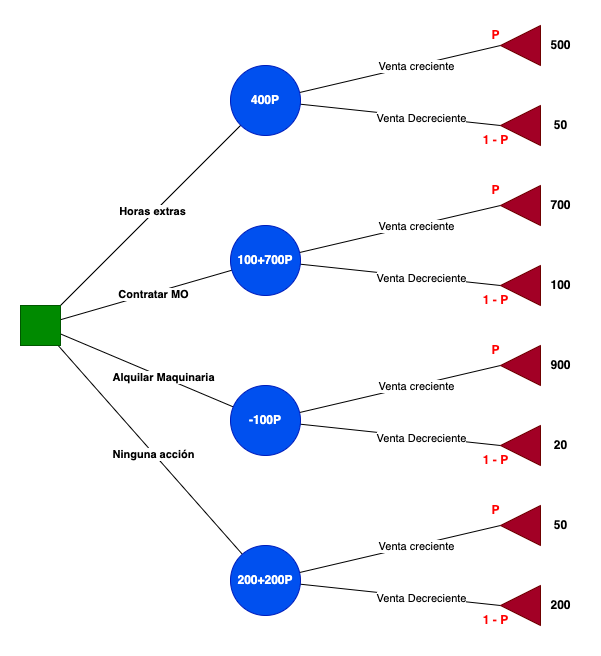 P
500
Venta creciente
400P
Venta Decreciente
50
1 - P
Horas extras
P
700
Venta creciente
100+700P
Venta Decreciente
100
1 - P
Contratar MO
P
900
Venta creciente
Alquilar Maquinaria
-100P
Venta Decreciente
20
1 - P
Ninguna acción
P
50
Venta creciente
200+200P
Venta Decreciente
200
1 - P